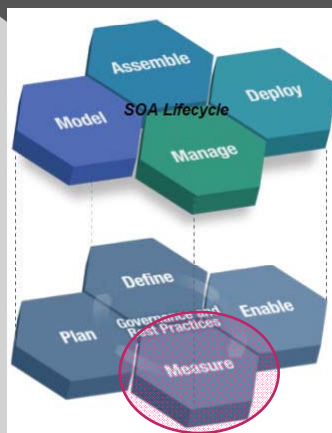 Assemble
Deploy
SOA Lifecycle
Model
Manage
Define
Enable
Governance and
Best Practices
Plan
Measure